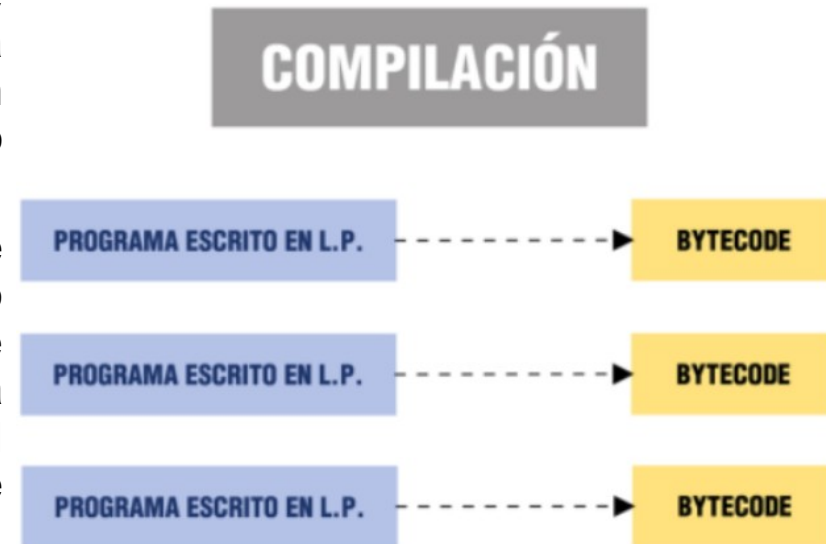 COMPILACIÓN
PROGRAMA ESCRITO EN L.P. BYTECODE
PROGRAMA ESCRITO EN L.P. BYTECODE
PROGRAMA ESCRITO EN L.P. BYTECODE